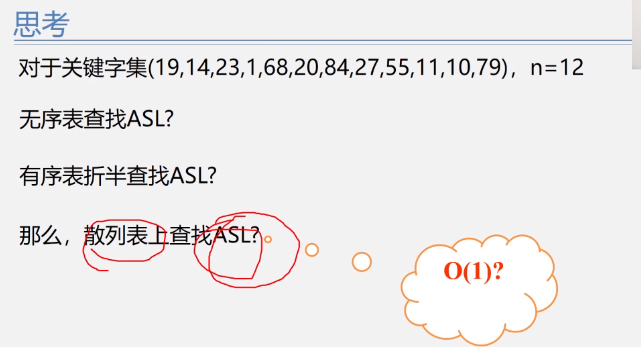 思考
对于关键字集(19,14,23,1,68,20,84,27,55,11,10,79)，n=12
无序表查找ASL?
有序表折半查找ASL?
那么，散列表上查找ASL?
O(1)?